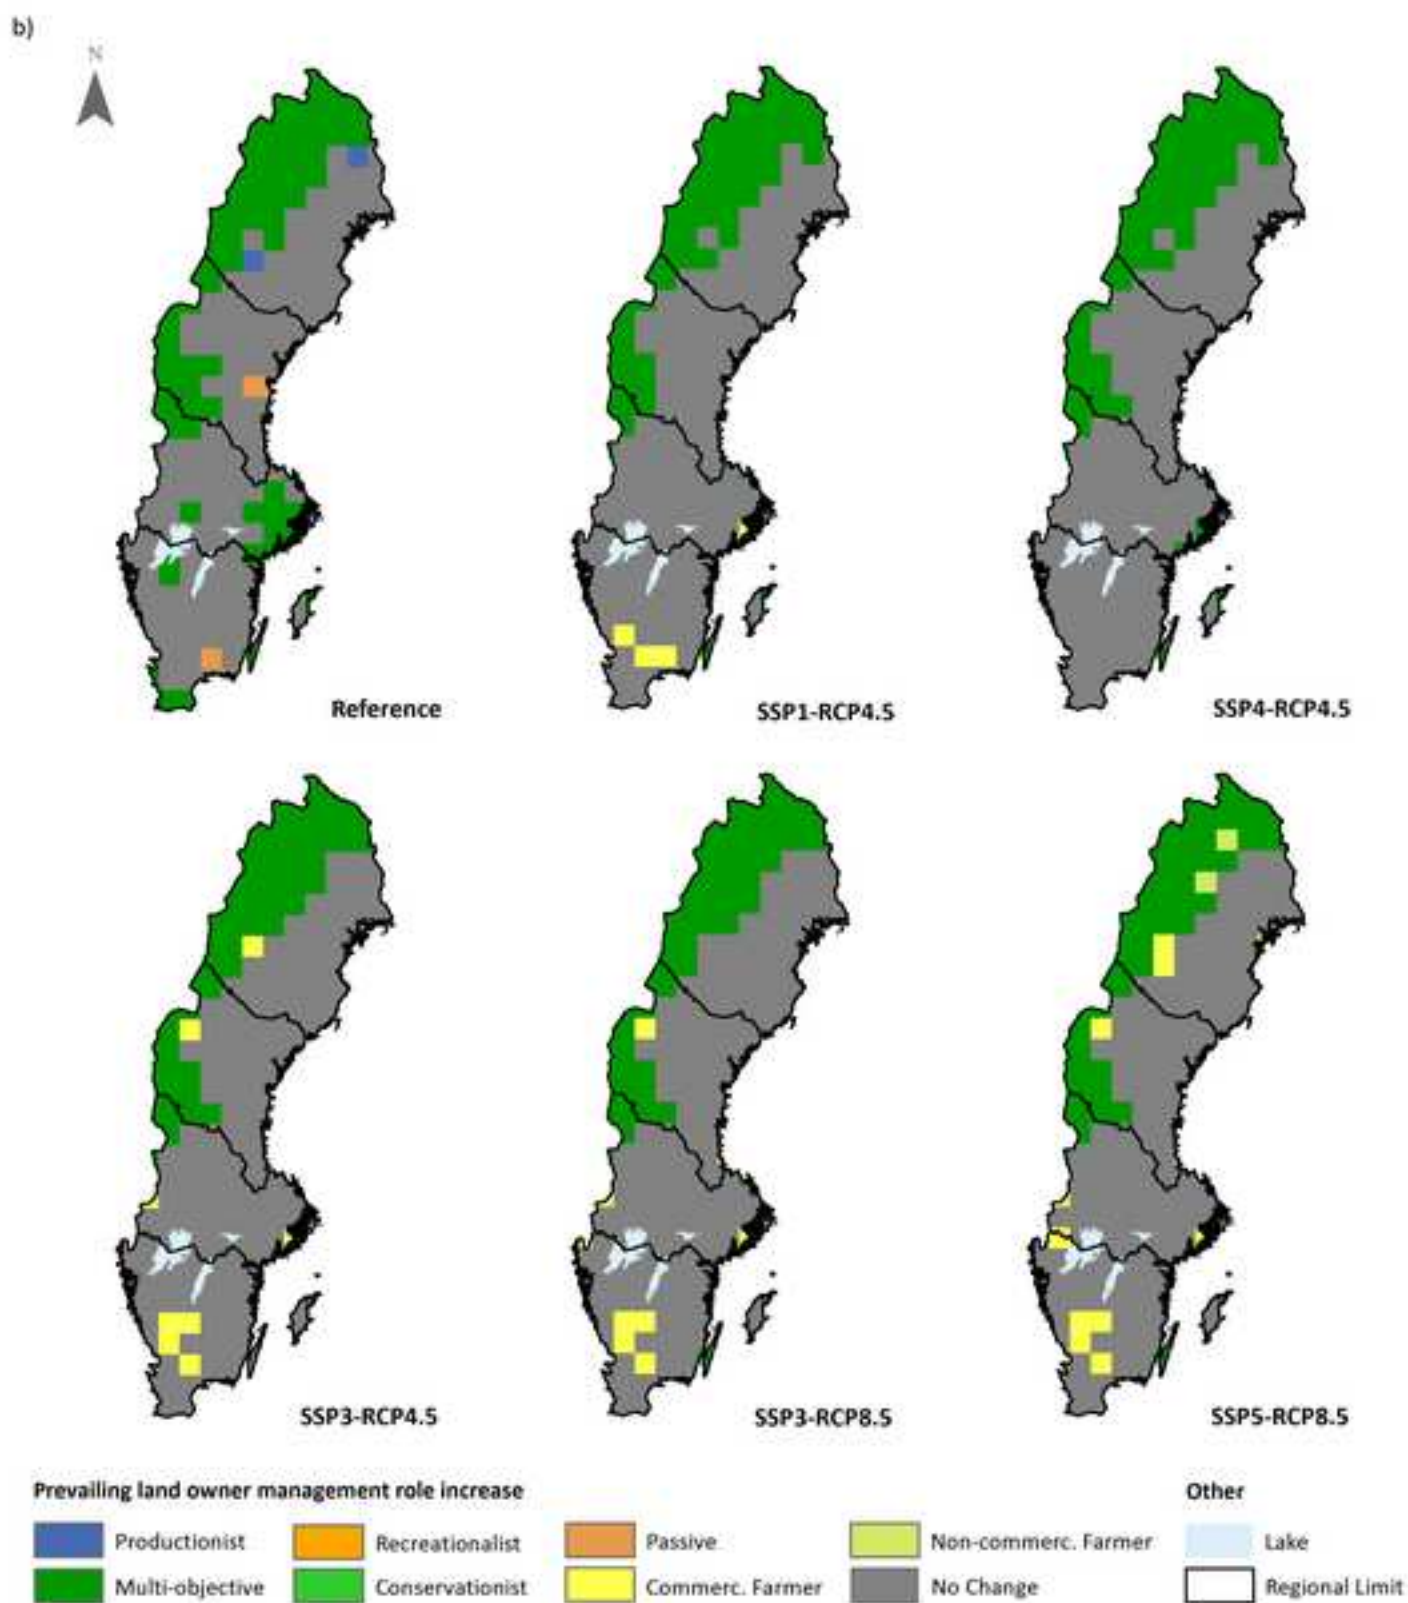 b)
N
Reference
SSP1-RCP4.5
SSP4-RCP4.5
SSP3-RCP4.5
SSP3-RCP8.5
SSP5-RCP8.5
Prevailing land owner management role increase
Other
Productionist
Recreationalist
Passive
Non-commerc. Farmer
Lake
Multi-objective
Conservationist
Commerc. Farmer
No Change
Regional Limit